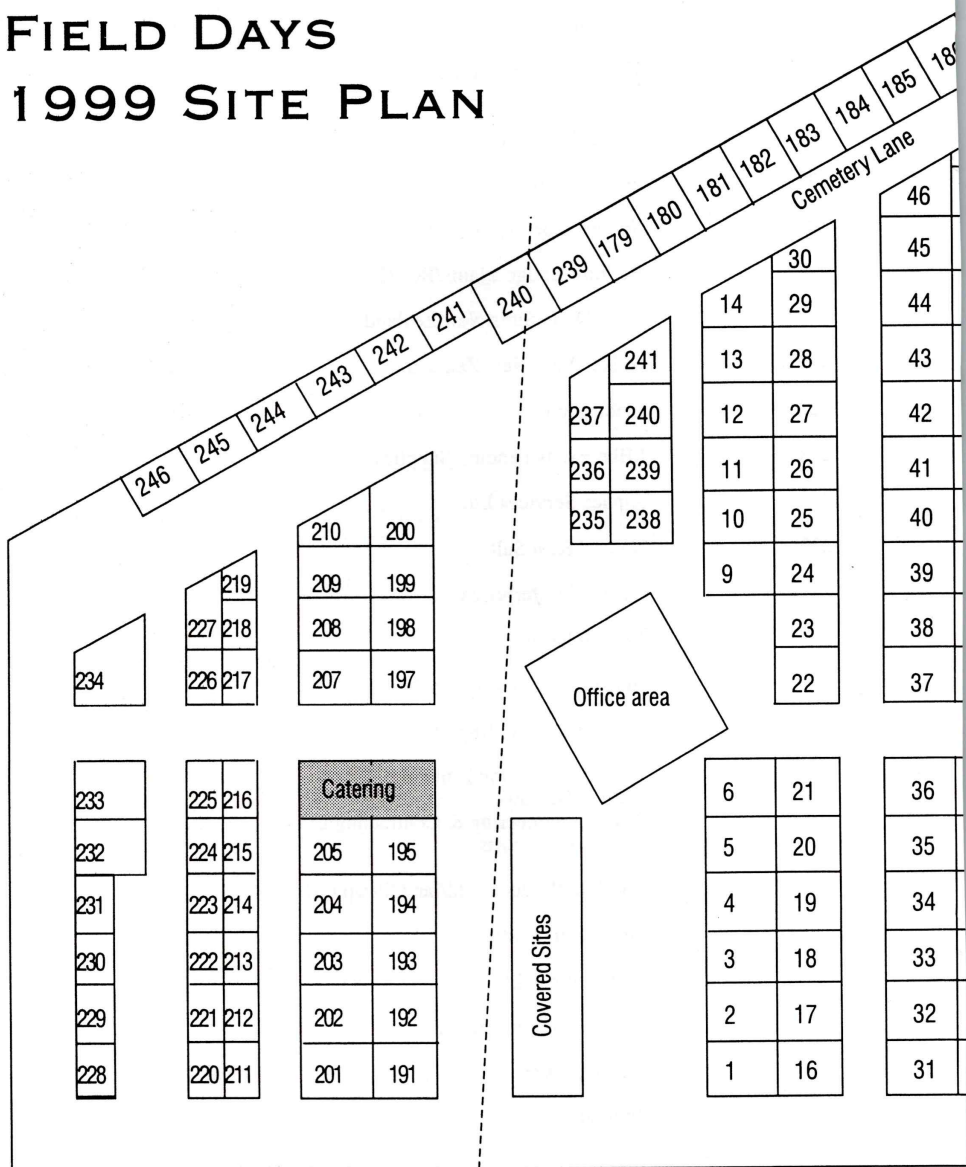 FIELD DAYS
1999 SITE PLAN
246 245 244 243 242 241 240 239 179 180 181 182 183 184 185
Cemetery Lane
46
30 45
14 29 44
241 13 28 43
237 240 12 27 42
236 239 11 26 41
210 200 235 238 10 25 40
219 209 199 9 24 39
227 218 208 198 23 38
234 226 217 207 197 Office area 22 37
233 225 216 Catering 6 21 36
232 224 215 205 195 5 20 35
231 223 214 204 194 4 19 34
230 222 213 203 193 3 18 33
Covered Sites
229 221 212 202 192 2 17 32
228 220 211 201 191 1 16 31